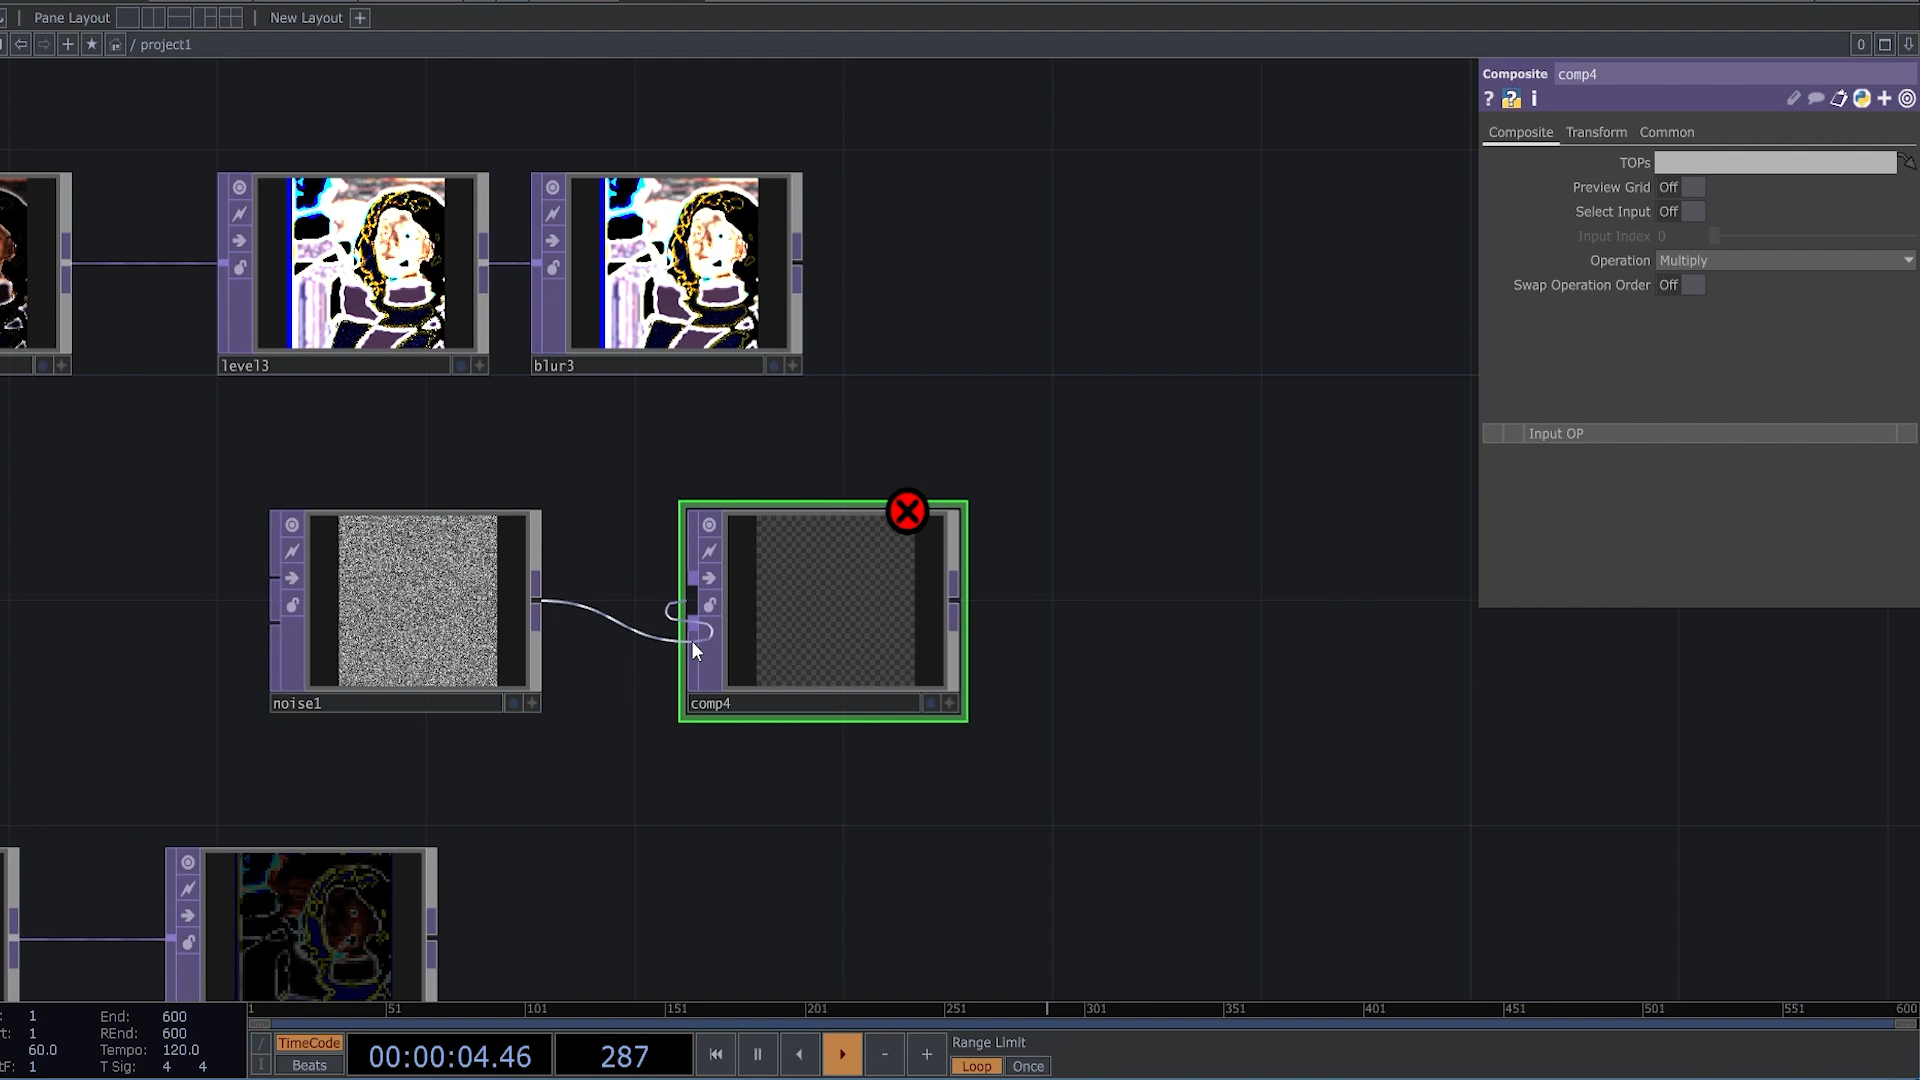 Pane Layout | New Layout +
/ project1
0
Composite comp4
? ? i
Composite Transform Common
TOPs
Preview Grid Off
Select Input Off
Input Index 0
Operation Multiply
Swap Operation Order Off
Input OP
level3
blur3
noise1
comp4
1 51 101 151 201 251 301 351 401 451 501 551 600
1 End: 600
1 REnd: 600
60.0 Tempo: 120.0
1 T Sig: 4 4
TimeCode
Beats
00:00:04.46
287
- +
Range Limit
Loop Once